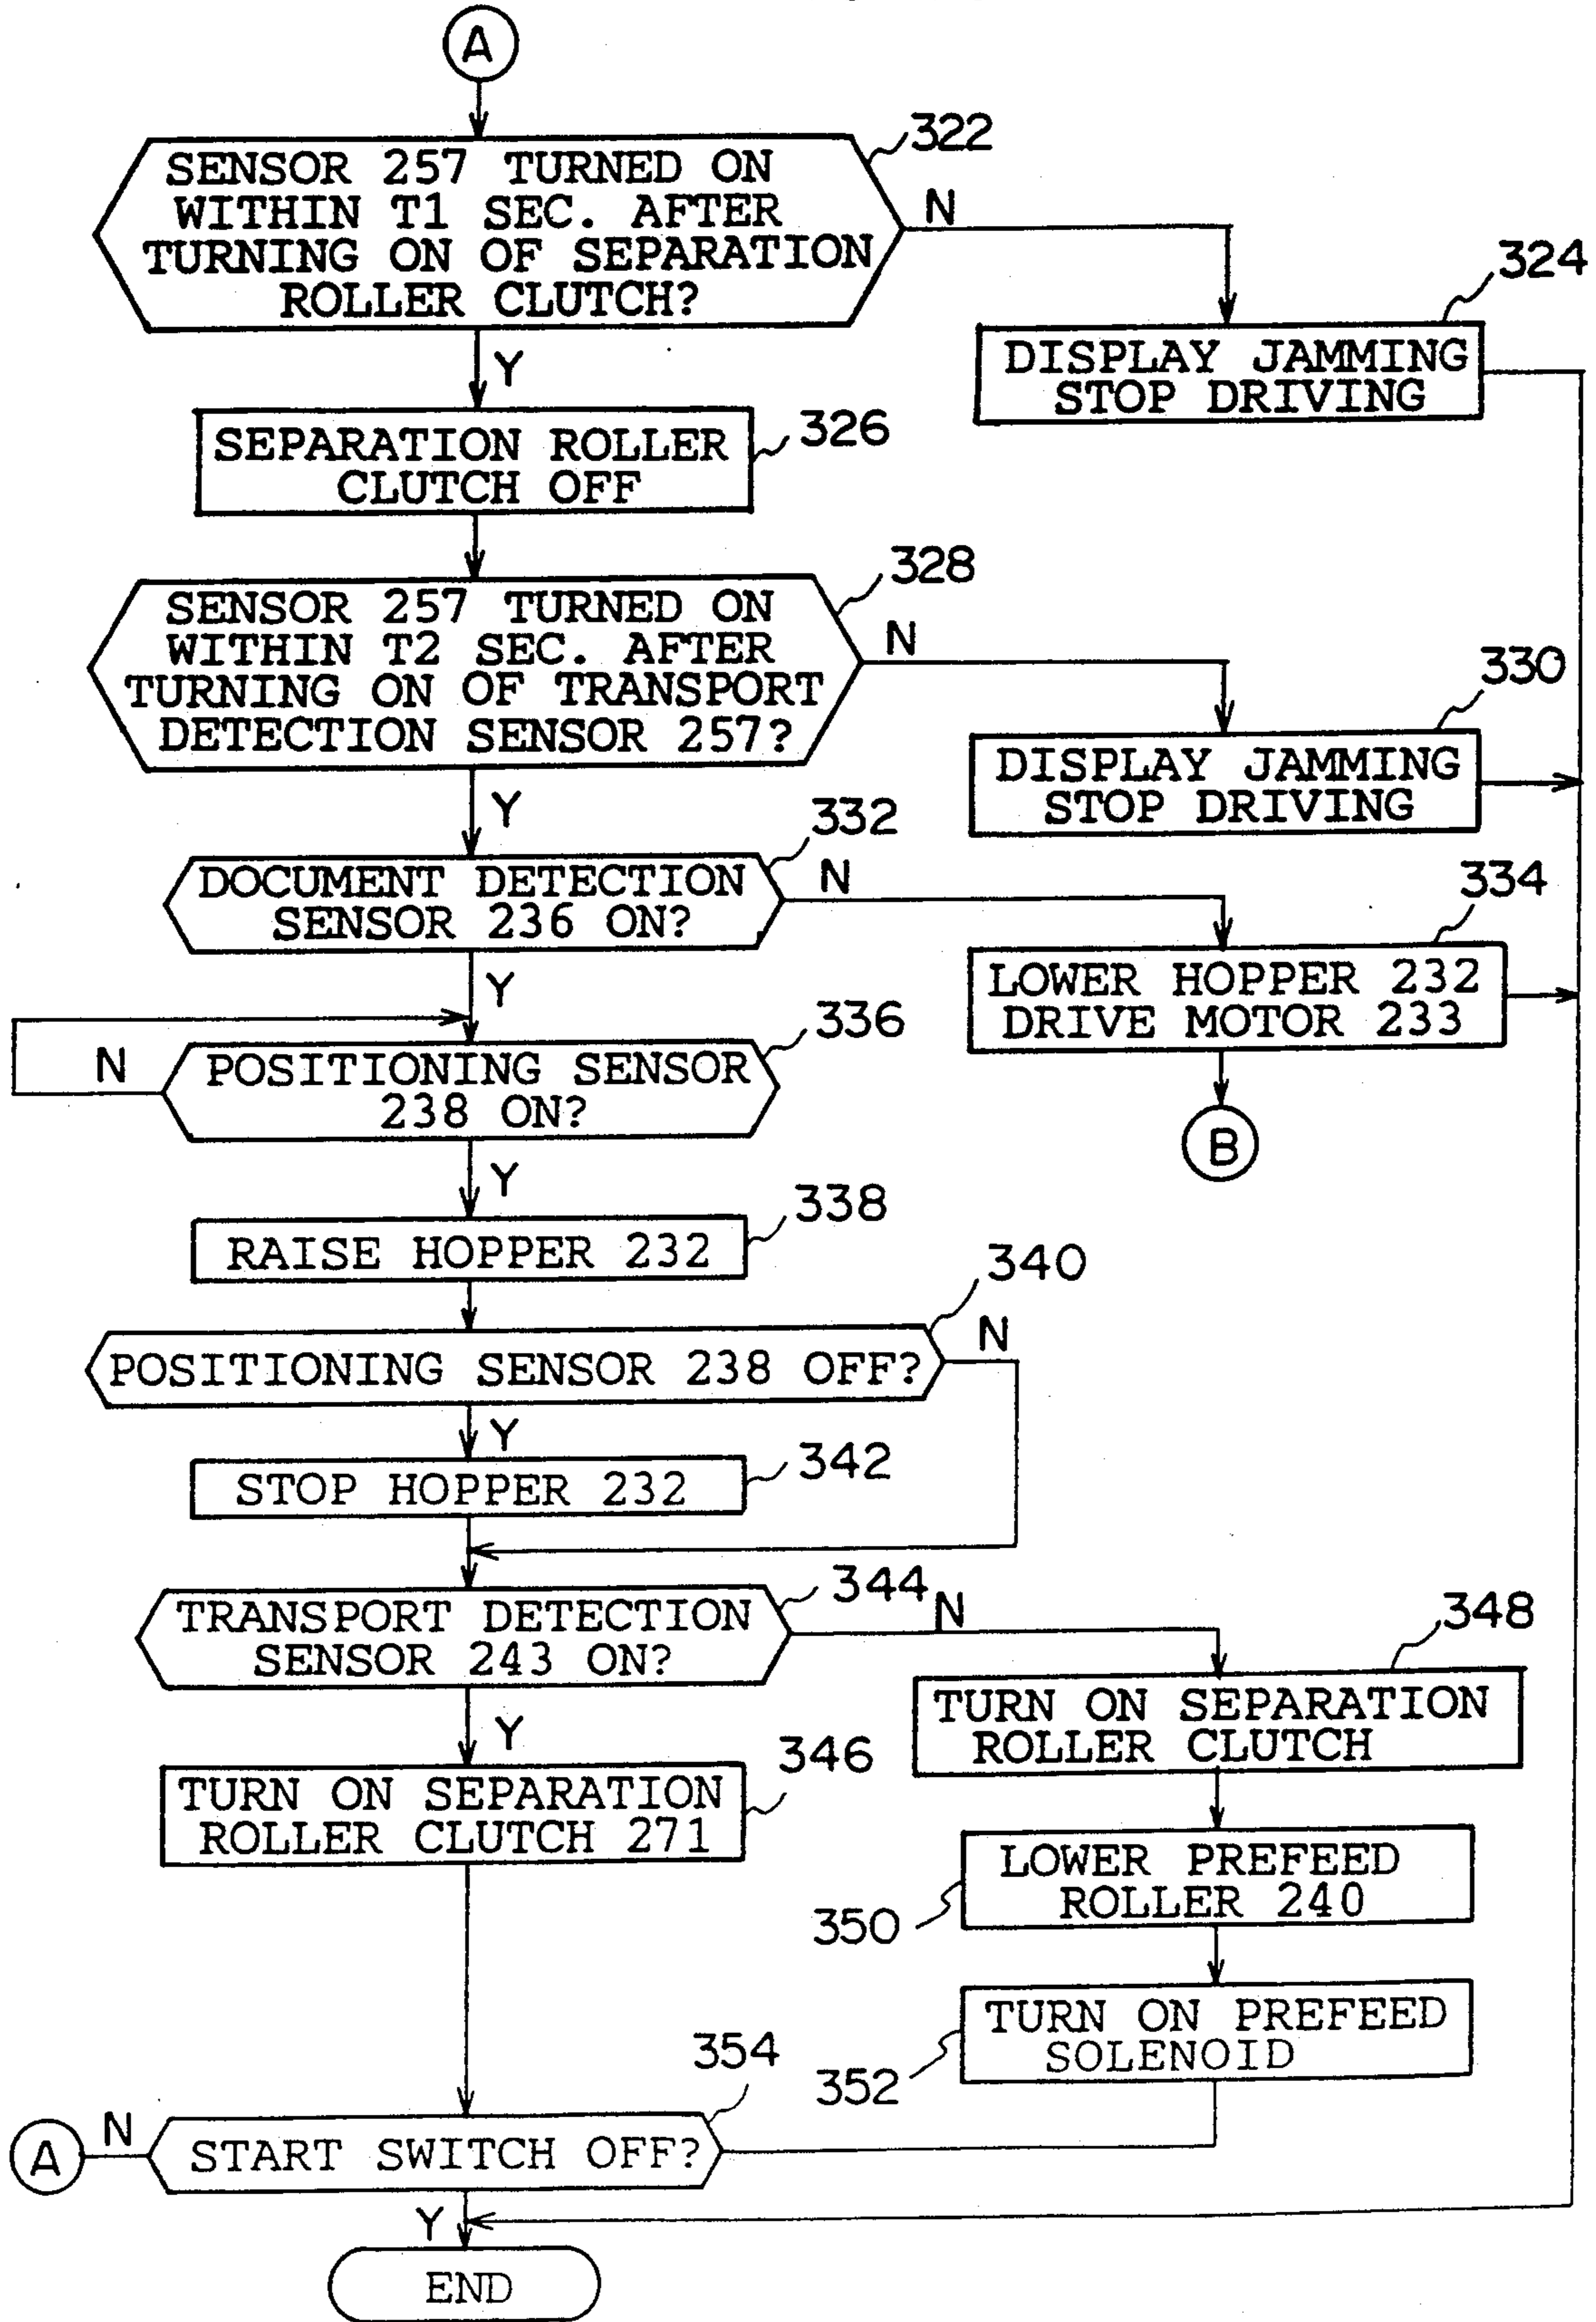 A
322
SENSOR 257 TURNED ON
WITHIN T1 SEC. AFTER
TURNING ON OF SEPARATION
ROLLER CLUTCH?
N
Y
324
DISPLAY JAMMING
STOP DRIVING
326
SEPARATION ROLLER
CLUTCH OFF
328
SENSOR 257 TURNED ON
WITHIN T2 SEC. AFTER
TURNING ON OF TRANSPORT
DETECTION SENSOR 257?
N
Y
330
DISPLAY JAMMING
STOP DRIVING
332
DOCUMENT DETECTION
SENSOR 236 ON?
N
Y
334
LOWER HOPPER 232
DRIVE MOTOR 233
B
336
POSITIONING SENSOR
238 ON?
N
Y
338
RAISE HOPPER 232
340
POSITIONING SENSOR 238 OFF?
N
Y
342
STOP HOPPER 232
344
TRANSPORT DETECTION
SENSOR 243 ON?
N
Y
346
TURN ON SEPARATION
ROLLER CLUTCH 271
348
TURN ON SEPARATION
ROLLER CLUTCH
350
LOWER PREFEED
ROLLER 240
352
TURN ON PREFEED
SOLENOID
354
START SWITCH OFF?
N
A
Y
END